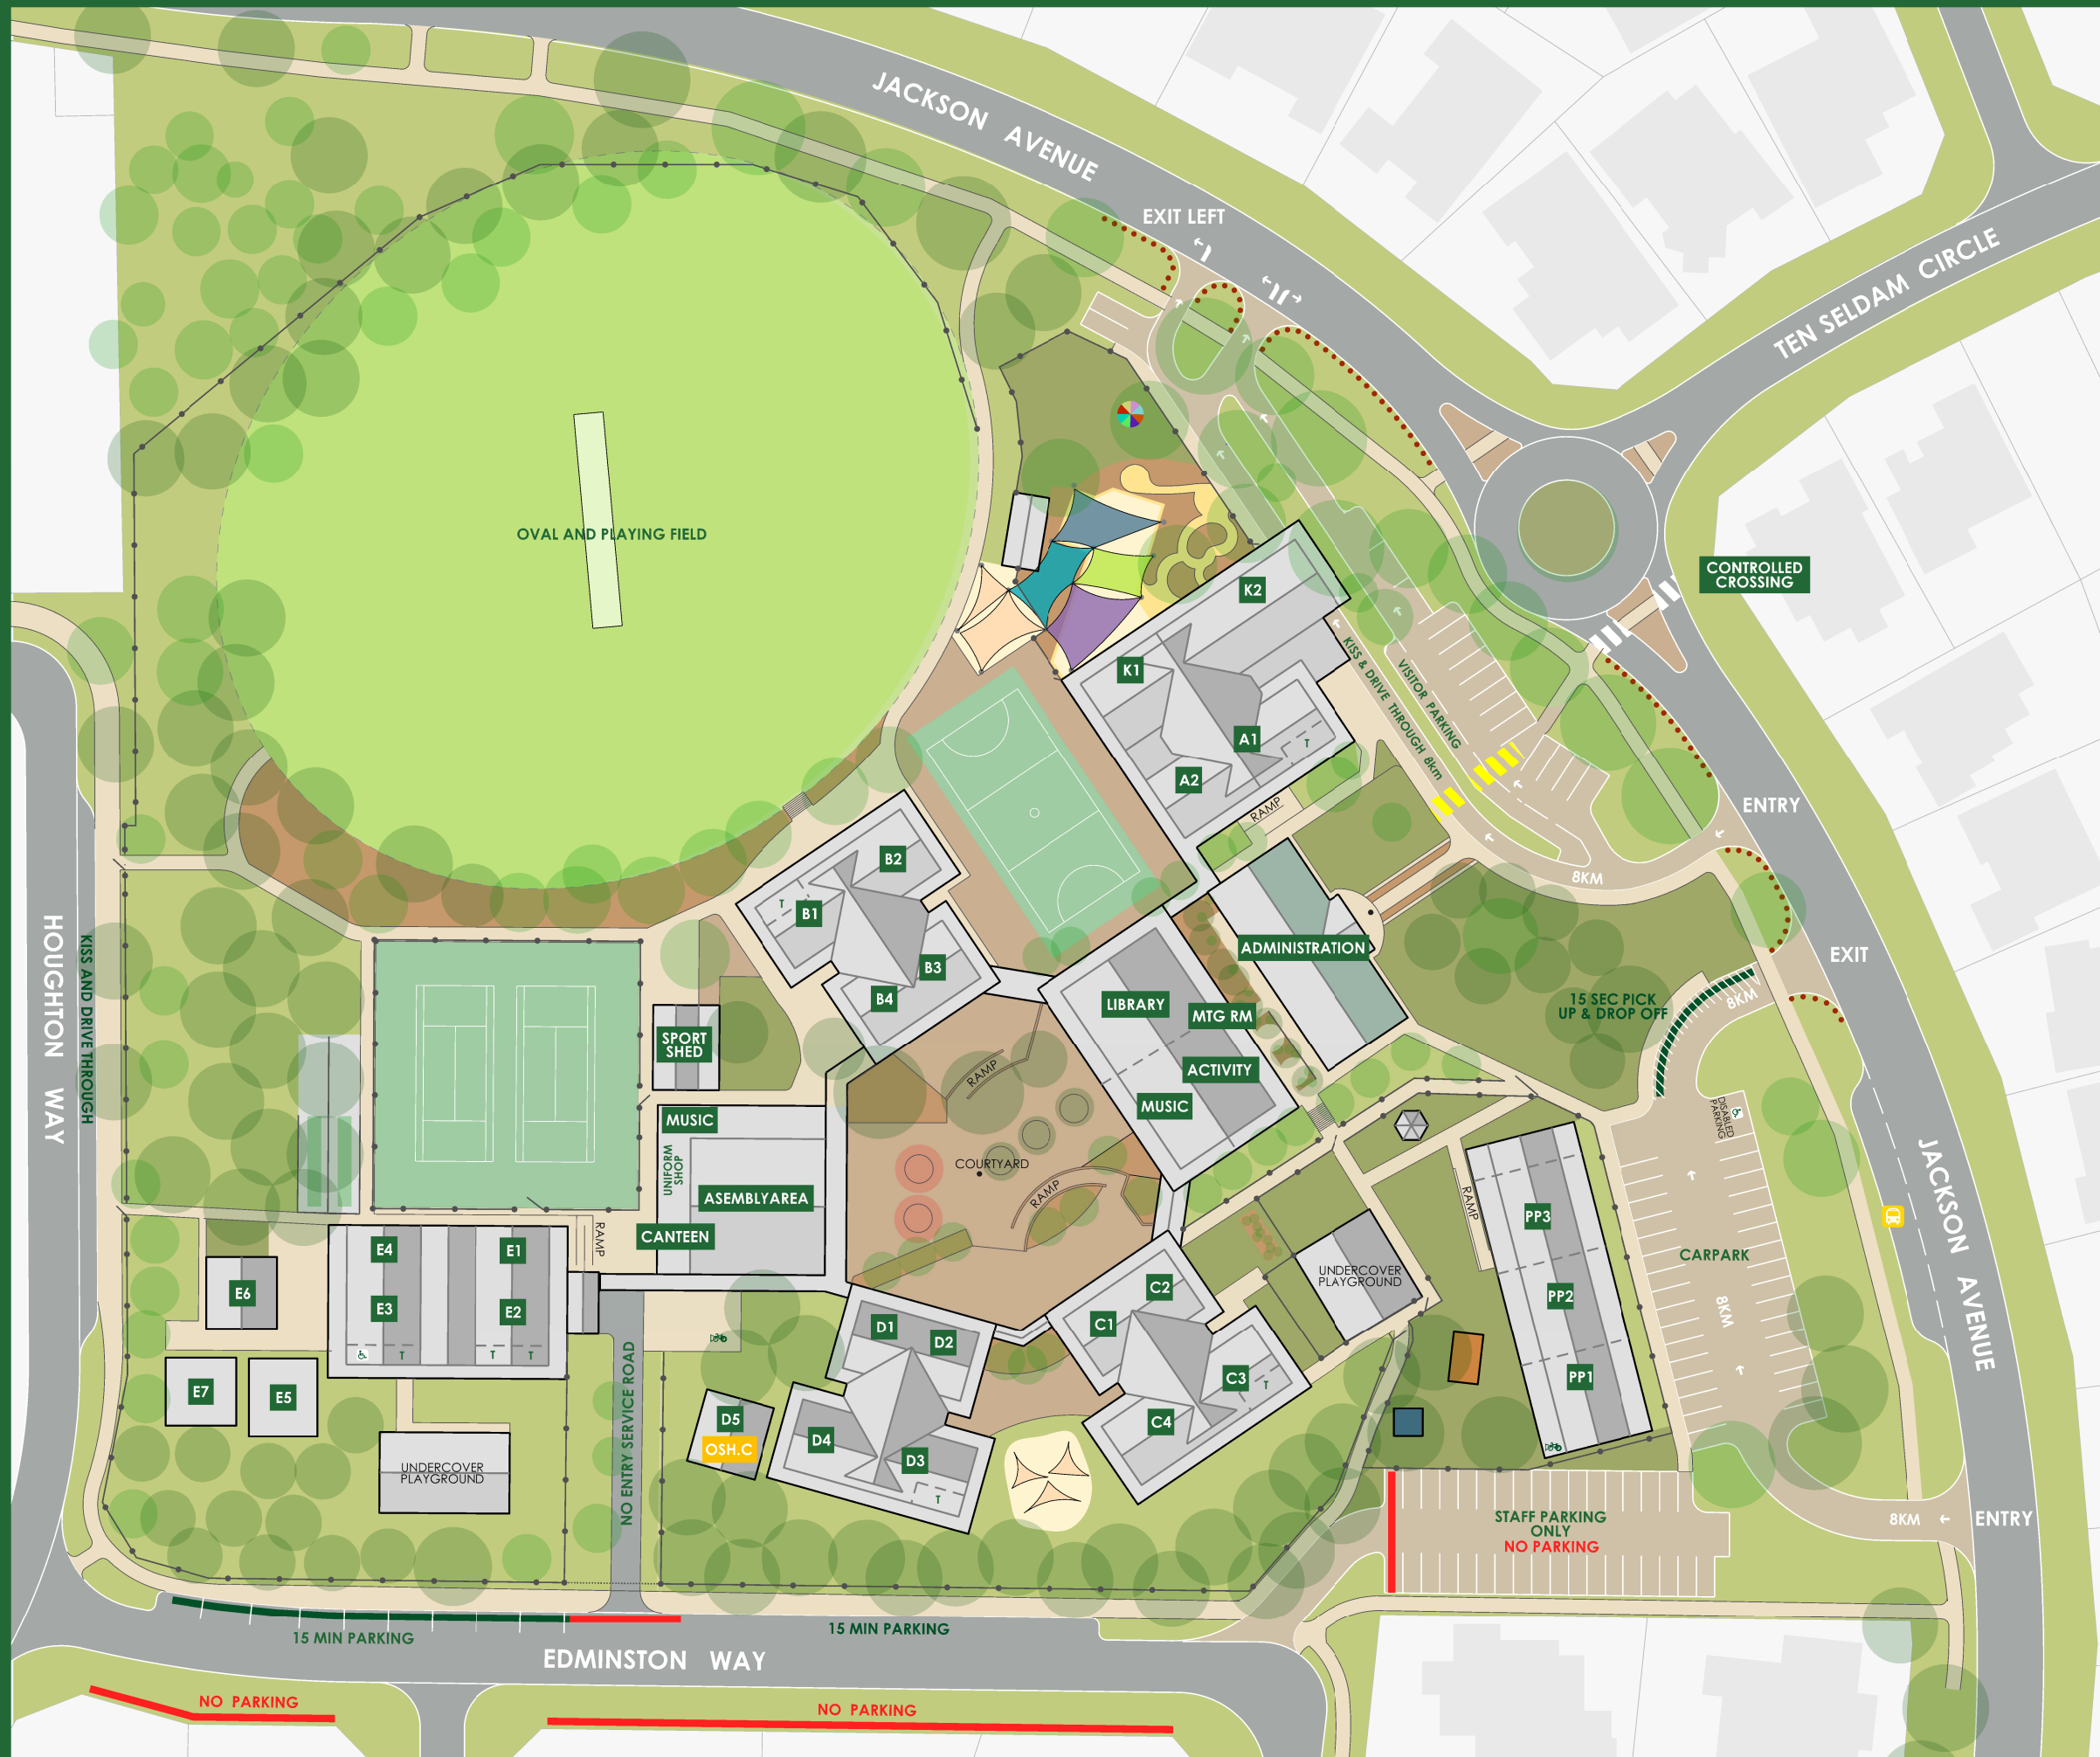 JACKSON AVENUE
EXIT LEFT
TEN SELDAM CIRCLE
OVAL AND PLAYING FIELD
CONTROLLED
CROSSING
K2
K1
KISS & DRIVE THROUGH 8km
VISITOR PARKING
A1
T
A2
RAMP
ENTRY
8KM
B2
B1
T
B3
B4
ADMINISTRATION
EXIT
HOUGHTON WAY
KISS AND DRIVE THROUGH
LIBRARY
MTG RM
15 SEC PICK
UP & DROP OFF
8KM
SPORT
SHED
RAMP
ACTIVITY
MUSIC
MUSIC
DISABLED
PARKING
UNIFORM
SHOP
COURTYARD
RAMP
ASEMBLYAREA
CANTEEN
RAMP
RAMP
PP3
JACKSON AVENUE
CARPARK
E4
E1
E6
E3
E2
T
T
T
UNDERCOVER
PLAYGROUND
C2
C1
PP2
8KM
D1
D2
C3
T
PP1
E7
E5
NO ENTRY SERVICE ROAD
D5
OSH.C
D4
D3
T
C4
UNDERCOVER
PLAYGROUND
STAFF PARKING
ONLY
NO PARKING
8KM
ENTRY
15 MIN PARKING
15 MIN PARKING
EDMINSTON WAY
NO PARKING
NO PARKING